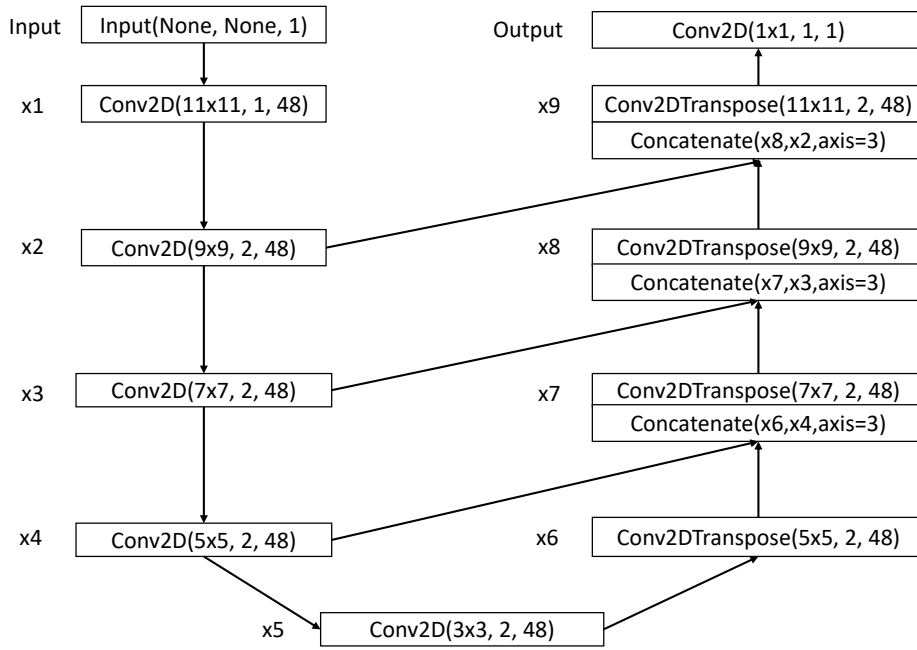 Input
Input(None, None, 1)
Output
Conv2D(1x1, 1, 1)
x1
Conv2D(11x11, 1, 48)
x9
Conv2DTranspose(11x11, 2, 48)
Concatenate(x8,x2,axis=3)
x2
Conv2D(9x9, 2, 48)
x8
Conv2DTranspose(9x9, 2, 48)
Concatenate(x7,x3,axis=3)
x3
Conv2D(7x7, 2, 48)
x7
Conv2DTranspose(7x7, 2, 48)
Concatenate(x6,x4,axis=3)
x4
Conv2D(5x5, 2, 48)
x6
Conv2DTranspose(5x5, 2, 48)
x5
Conv2D(3x3, 2, 48)